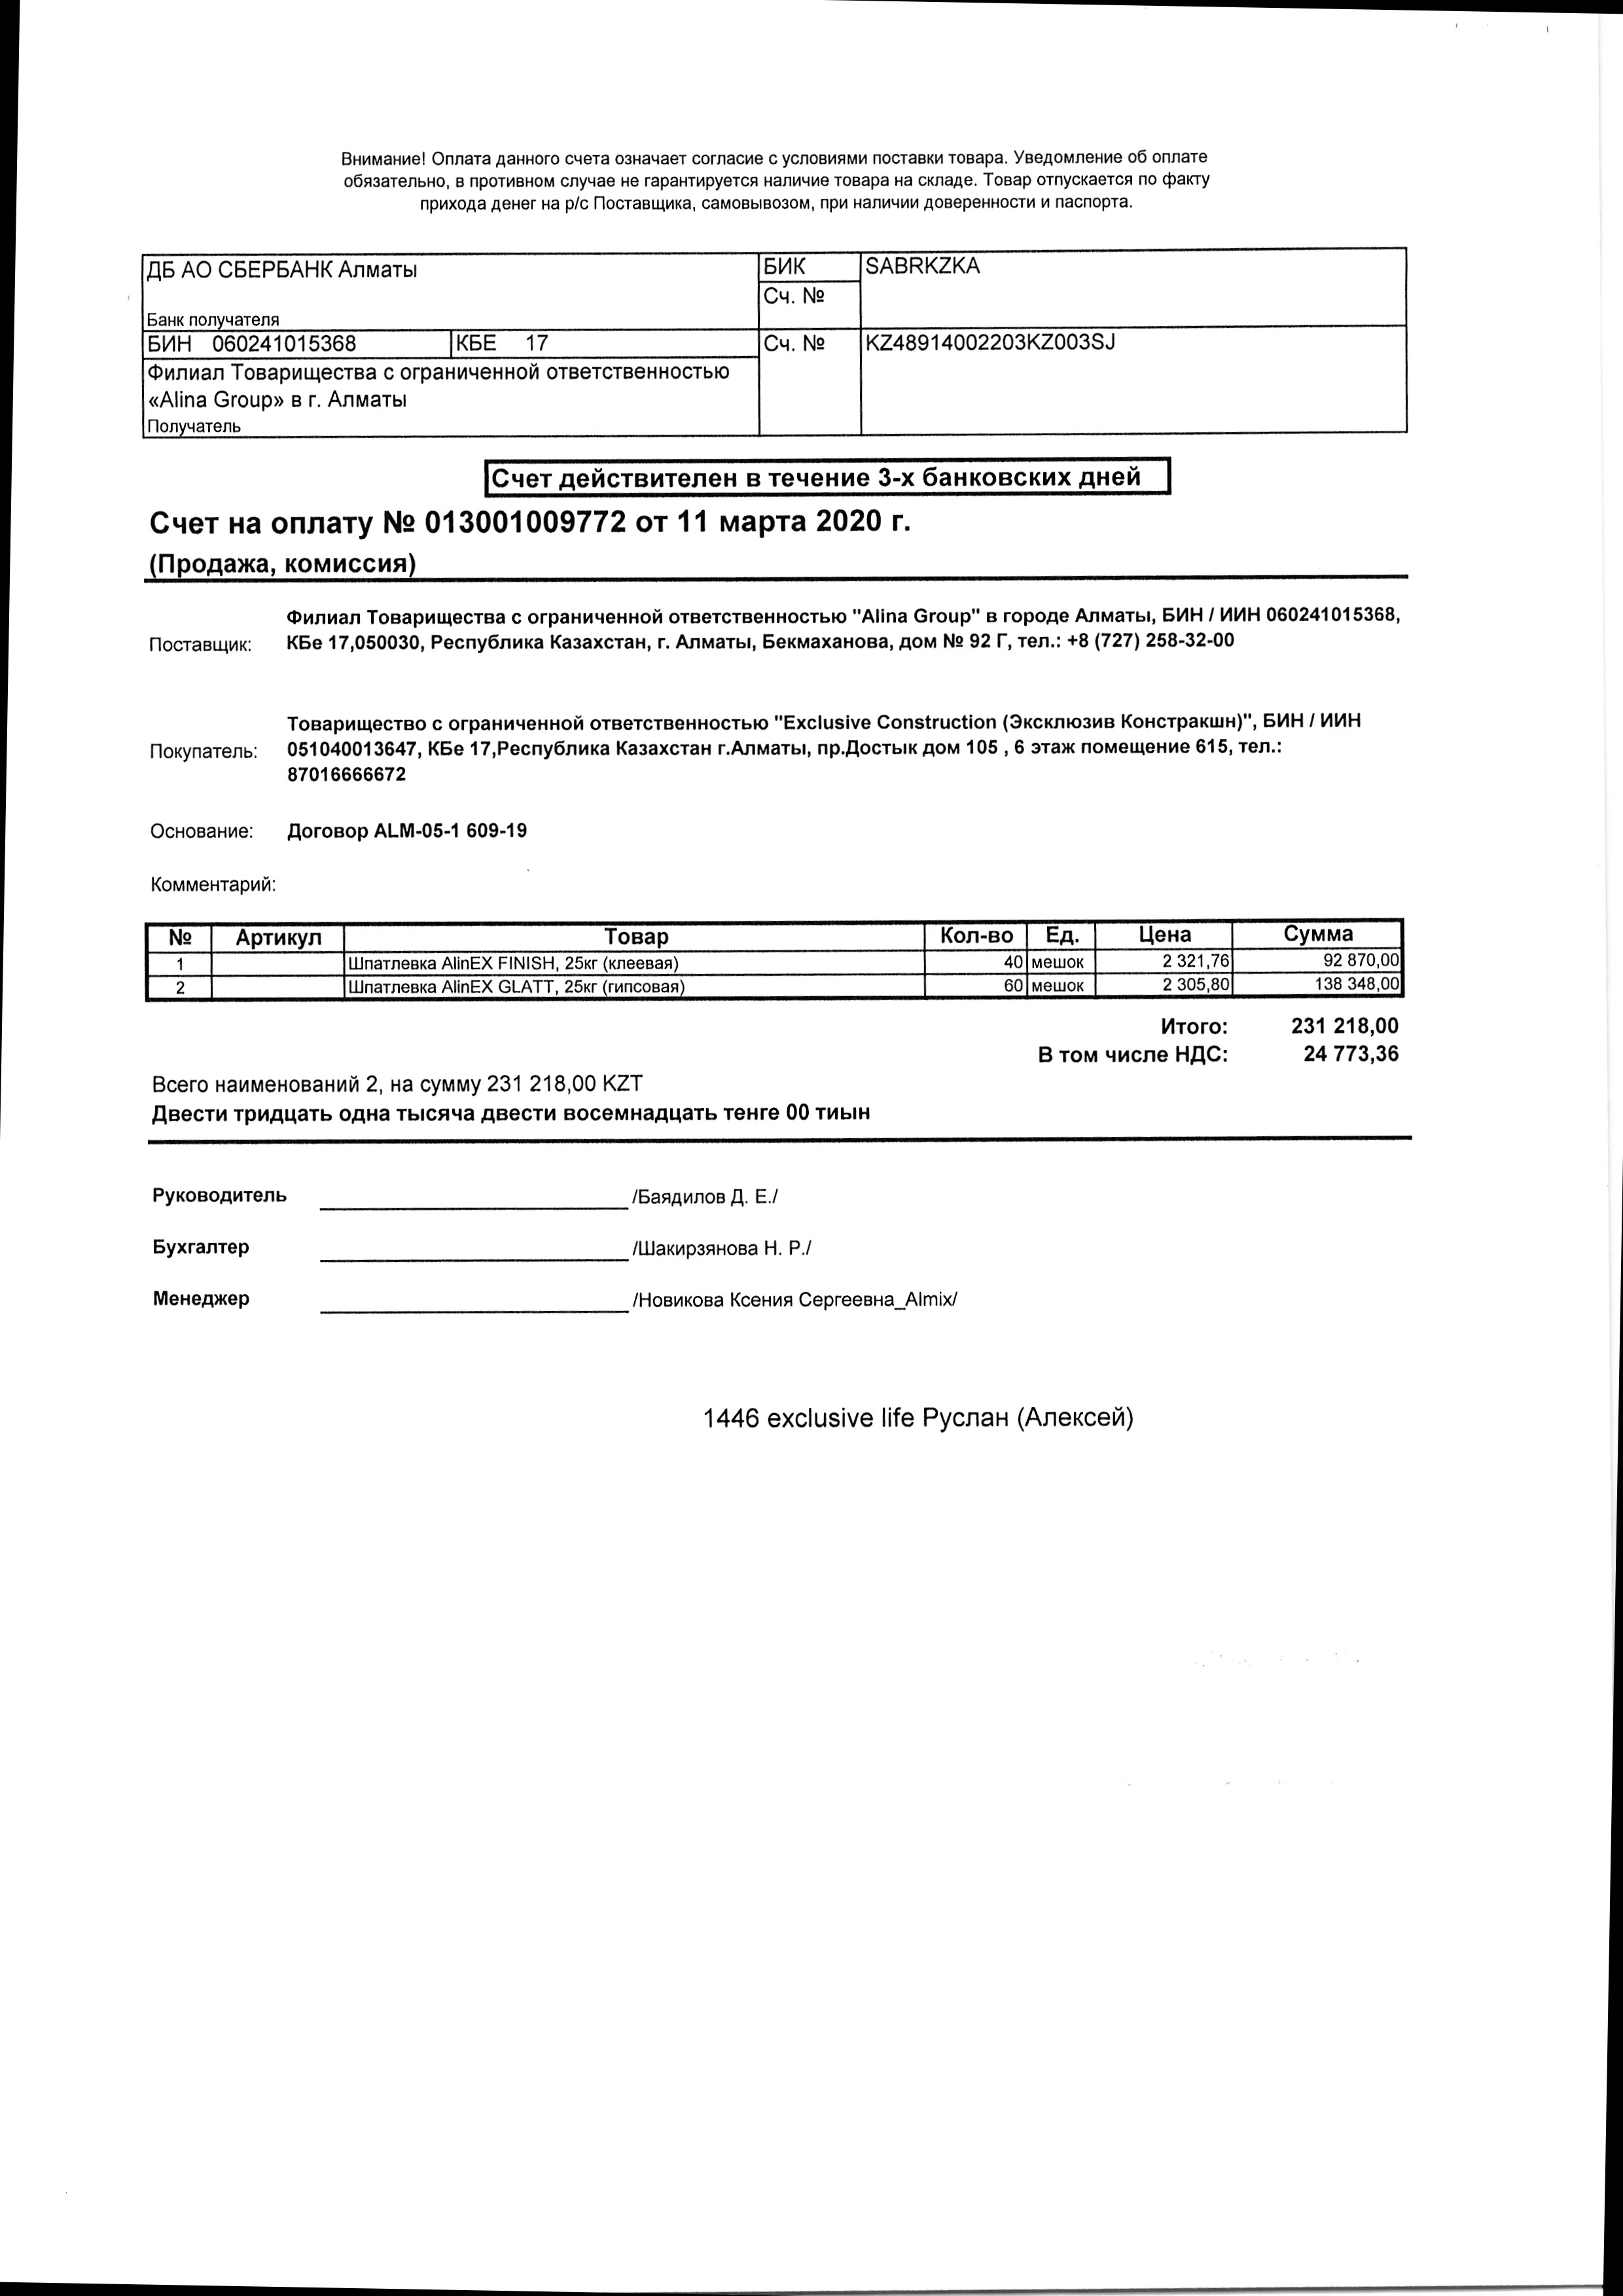 Внимание! Оплата данного счета означает согласие с условиями поставки товара. Уведомление об оплате
обязательно, в противном случае не гарантируется наличие товара на складе. Товар отпускается по факту
прихода денег на р/с Поставщика, самовывозом, при наличии доверенности и паспорта.
ДБ АО СБЕРБАНК Алматы БИК SABRKZKA
Сч. №
Банк получателя
БИН 060241015368 КБЕ 17 Сч. № KZ48914002203KZ003SJ
Филиал Товарищества с ограниченной ответственностью
«Alina Group» в г. Алматы
Получатель
Счет действителен в течение 3-х банковских дней
Счет на оплату № 013001009772 от 11 марта 2020 г.
(Продажа, комиссия)
Поставщик: Филиал Товарищества с ограниченной ответственностью "Alina Group" в городе Алматы, БИН / ИИН 060241015368,
КБе 17,050030, Республика Казахстан, г. Алматы, Бекмаханова, дом № 92 Г, тел.: +8 (727) 258-32-00
Покупатель: Товарищество с ограниченной ответственностью "Exclusive Construction (Эксклюзив Констракшн)", БИН / ИИН
051040013647, КБе 17,Республика Казахстан г.Алматы, пр.Достык дом 105 , 6 этаж помещение 615, тел.:
87016666672
Основание: Договор ALM-05-1 609-19
Комментарий:
№ Артикул Товар Кол-во Ед. Цена Сумма
1 Шпатлевка AlinEX FINISH, 25кг (клеевая) 40 мешок 2 321,76 92 870,00
2 Шпатлевка AlinEX GLATT, 25кг (гипсовая) 60 мешок 2 305,80 138 348,00
Итого: 231 218,00
В том числе НДС: 24 773,36
Всего наименований 2, на сумму 231 218,00 KZT
Двести тридцать одна тысяча двести восемнадцать тенге 00 тиын
Руководитель /Баядилов Д. Е./
Бухгалтер /Шакирзянова Н. Р./
Менеджер /Новикова Ксения Сергеевна_Almix/
1446 exclusive life Руслан (Алексей)